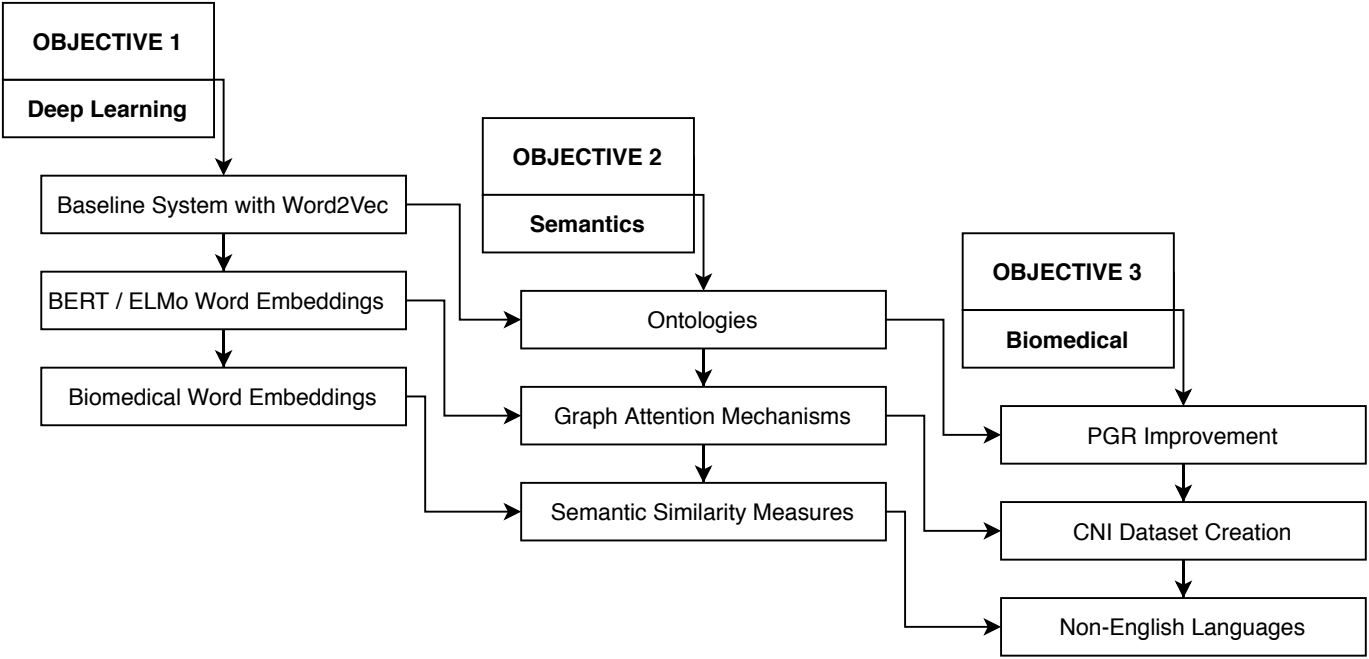 OBJECTIVE 1
Deep Learning
Baseline System with Word2Vec
BERT / ELMo Word Embeddings
Biomedical Word Embeddings
OBJECTIVE 2
Semantics
Ontologies
Graph Attention Mechanisms
Semantic Similarity Measures
OBJECTIVE 3
Biomedical
PGR Improvement
CNI Dataset Creation
Non-English Languages